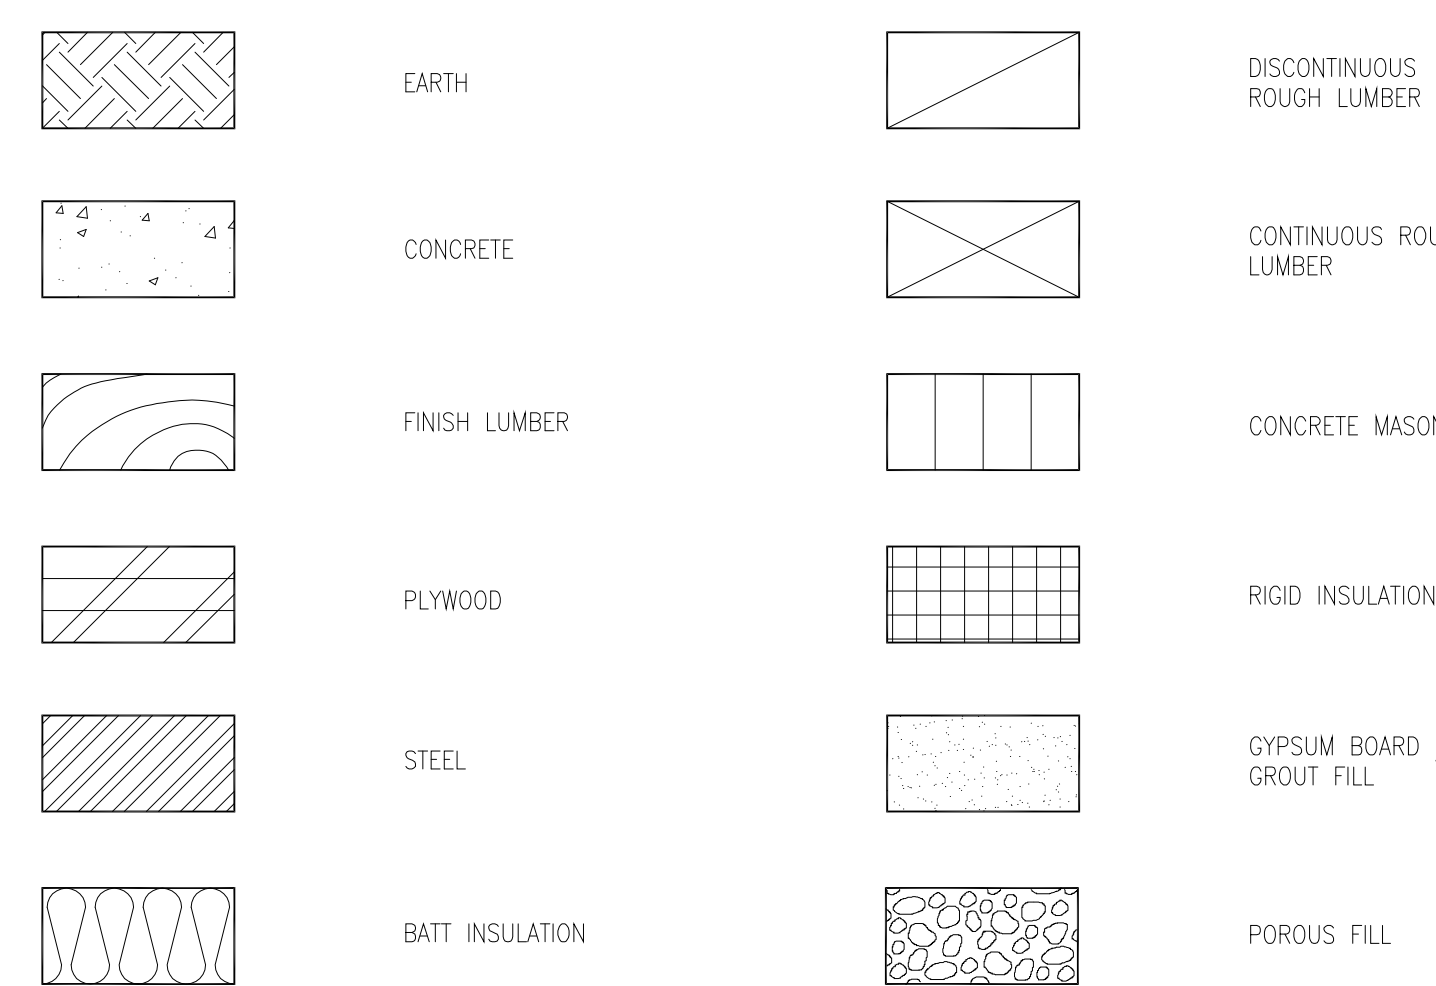 EARTH
DISCONTINUOUS
ROUGH LUMBER
CONCRETE
CONTINUOUS
LUMBER
FINISH LUMBER
CONCRETE
PLYWOOD
RIGID INSULATION
STEEL
GYPSUM BOARD
GROUT FILL
BATT INSULATION
POROUS FILL